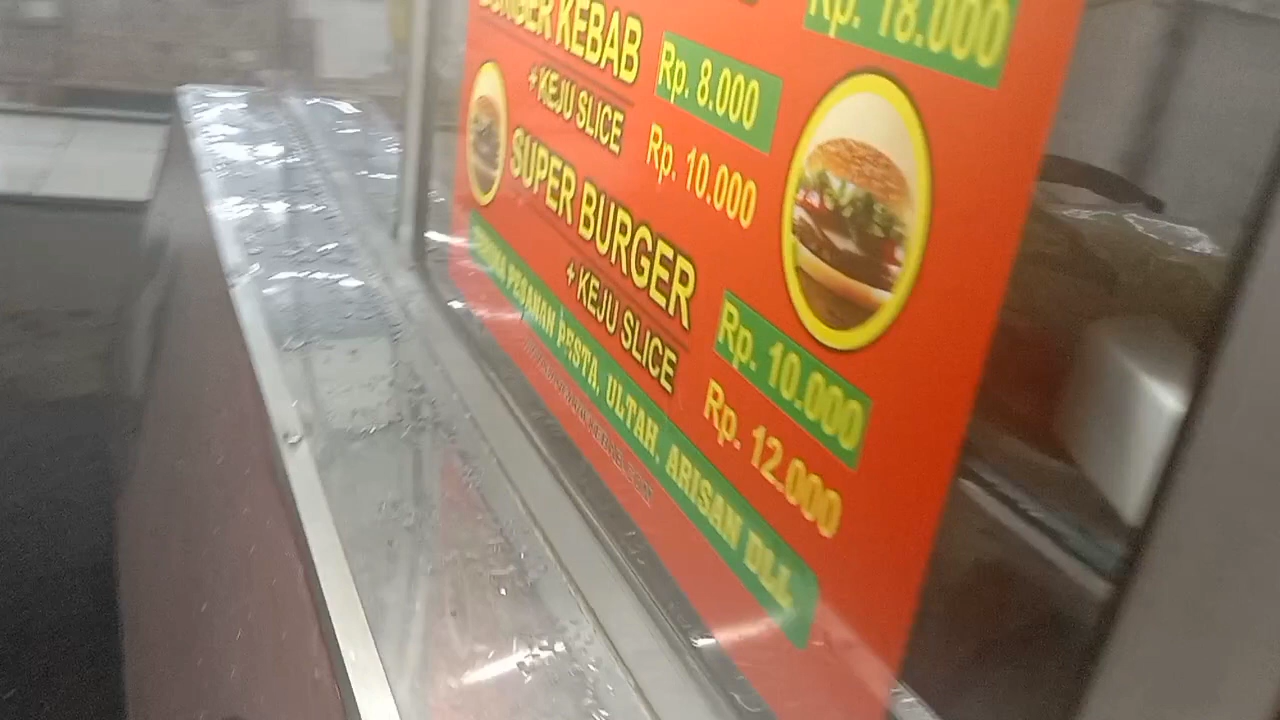 Rp. 18.000
BURGER KEBAB Rp. 8.000
+ KEJU SLICE Rp. 10.000
SUPER BURGER Rp. 10.000
+ KEJU SLICE Rp. 12.000
PESANAN PESTA, ULTAH, ARISAN DLL